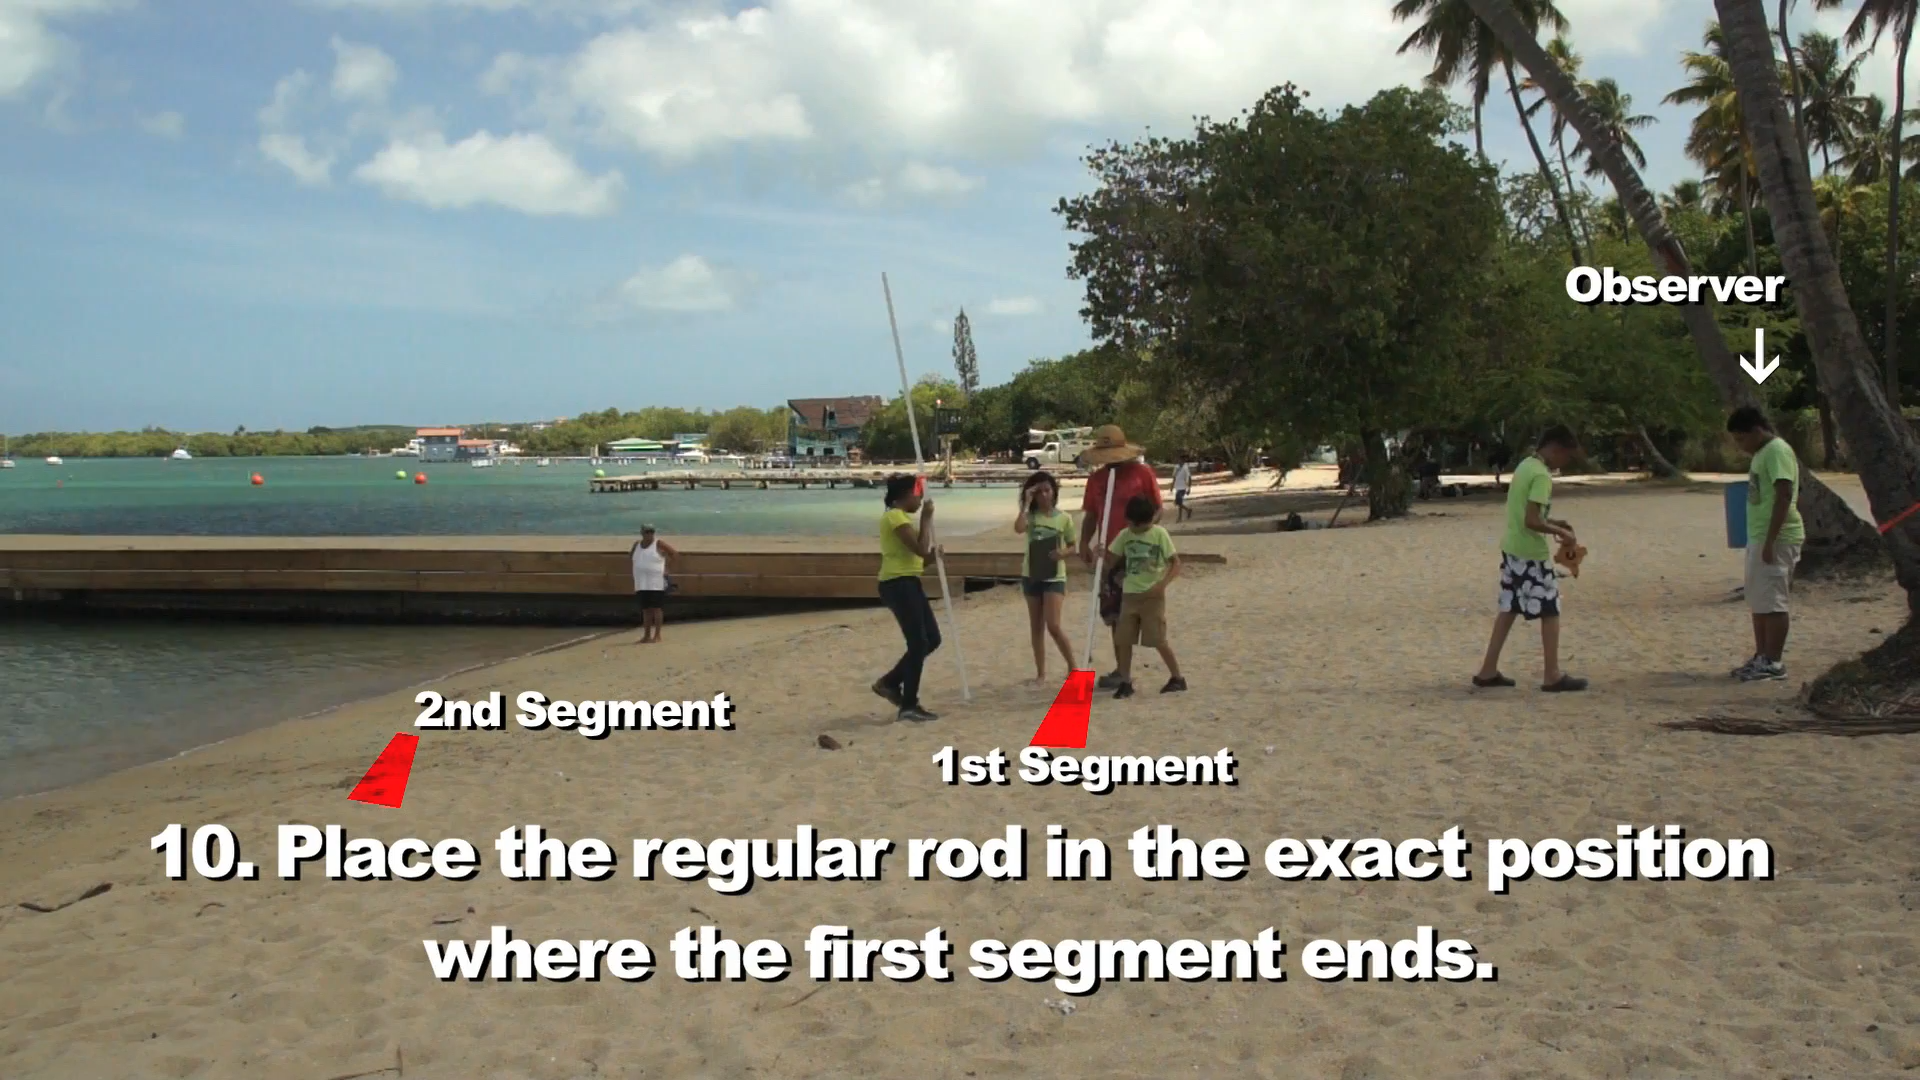 Observer
2nd Segment
1st Segment
10. Place the regular rod in the exact position
where the first segment ends.